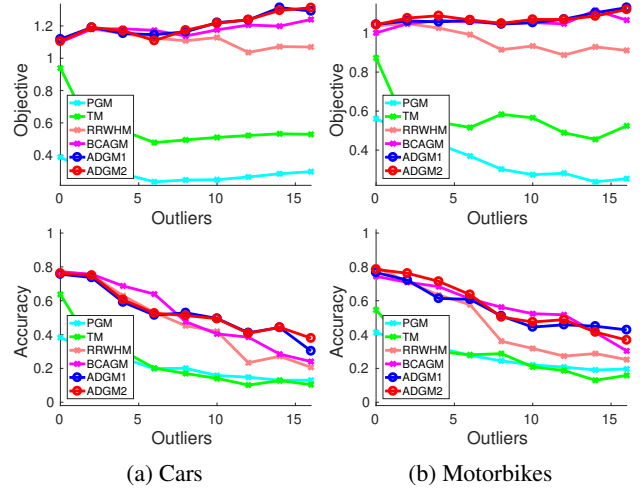 1.2
1
0.8
0.6
0.4
Objective
PGM
TM
RRWHM
BCAGM
ADGM1
ADGM2
0 5 10 15
Outliers
1
0.8
0.6
0.4
Objective
PGM
TM
RRWHM
BCAGM
ADGM1
ADGM2
0 5 10 15
Outliers
1
0.8
0.6
0.4
0.2
0
Accuracy
PGM
TM
RRWHM
BCAGM
ADGM1
ADGM2
0 5 10 15
Outliers
1
0.8
0.6
0.4
0.2
0
Accuracy
PGM
TM
RRWHM
BCAGM
ADGM1
ADGM2
0 5 10 15
Outliers
(a) Cars
(b) Motorbikes